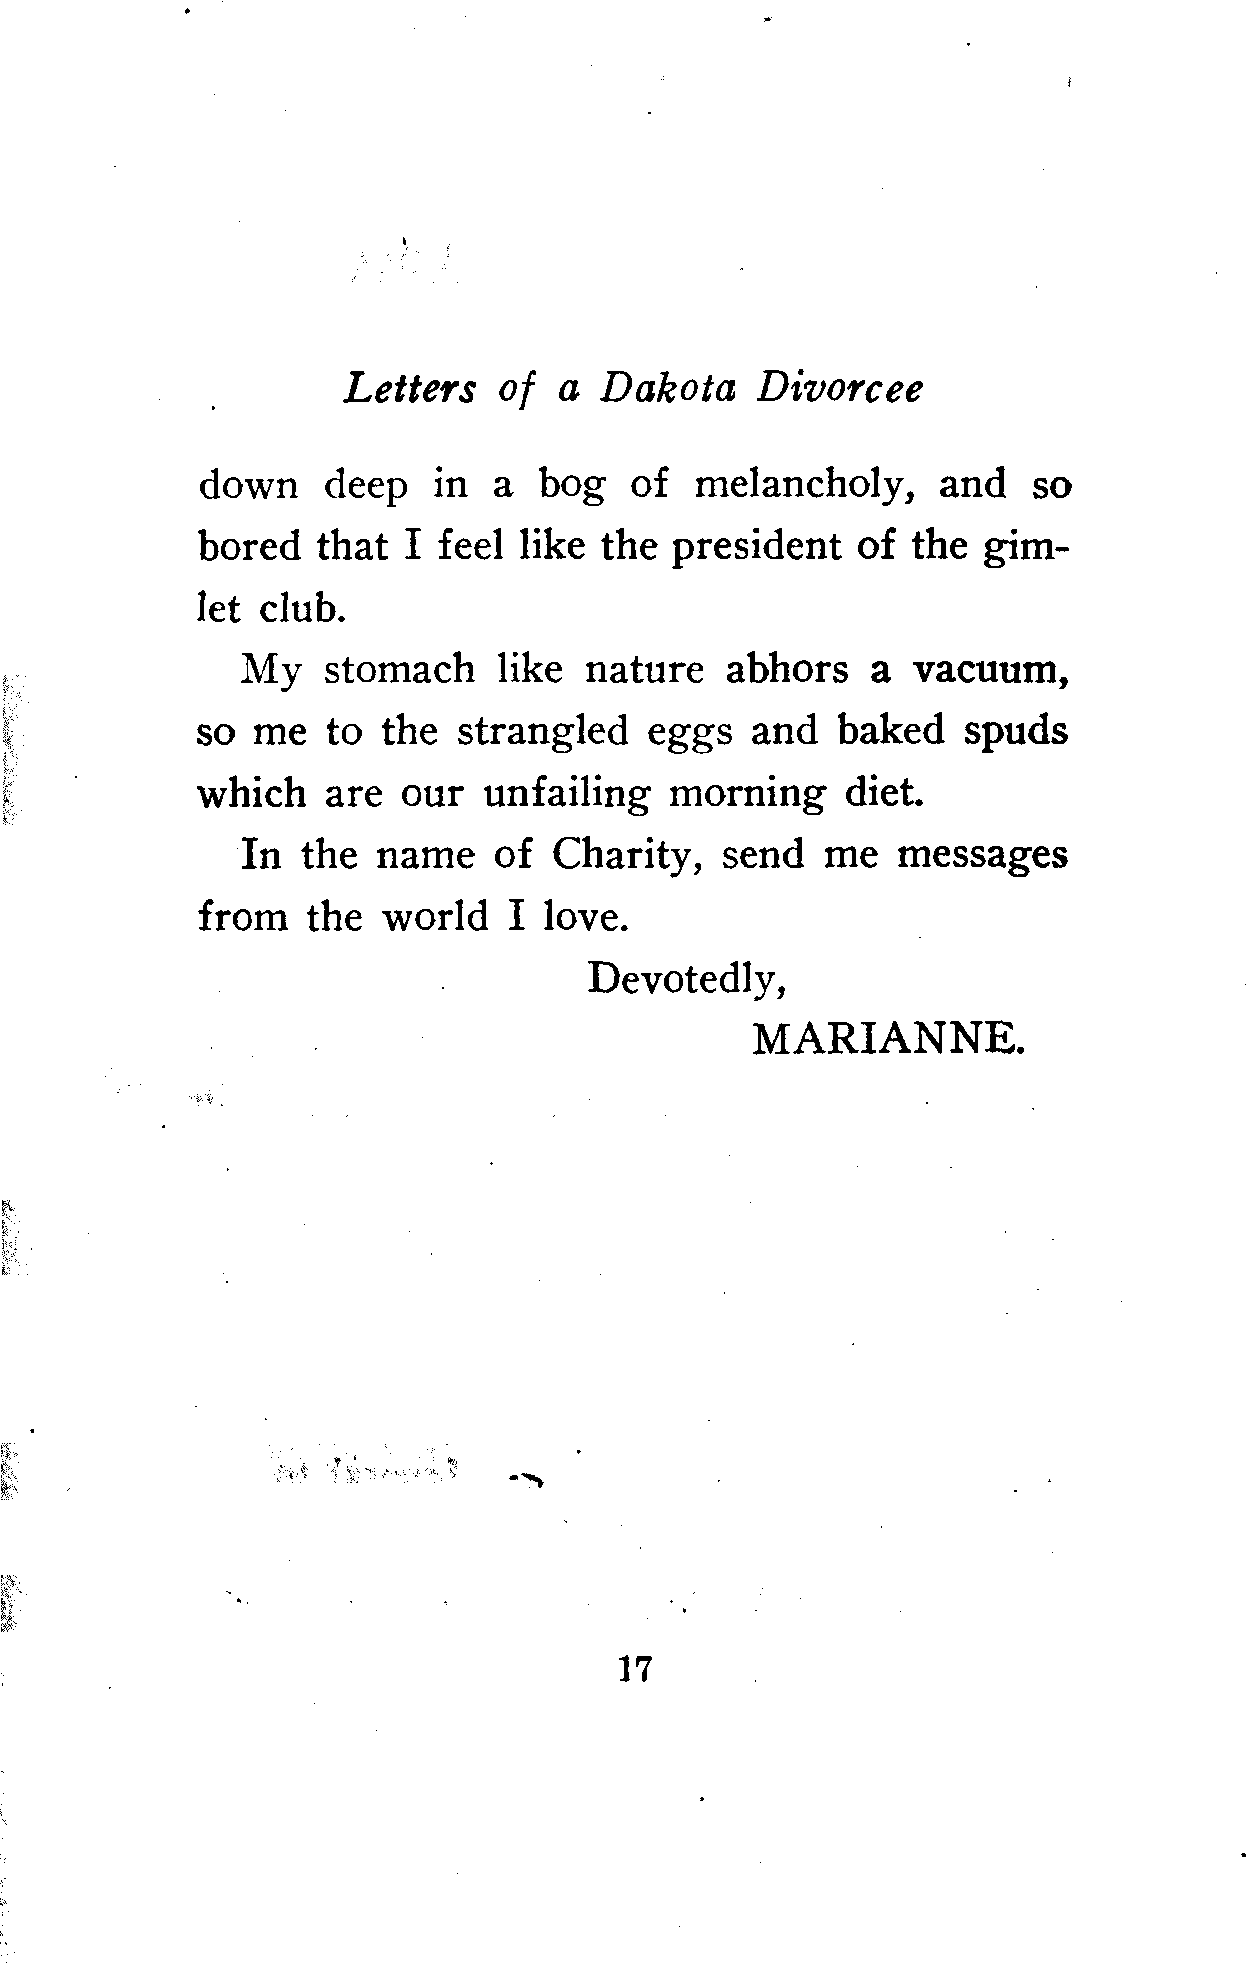 Letters of a Dakota Divorcee
down deep in a bog of melancholy, and so
bored that I feel like the president of the gim-
let club.
My stomach like nature abhors a vacuum,
so me to the strangled eggs and baked spuds
which are our unfailing morning diet.
In the name of Charity, send me messages
from the world I love.
Devotedly,
MARIANNE.
17